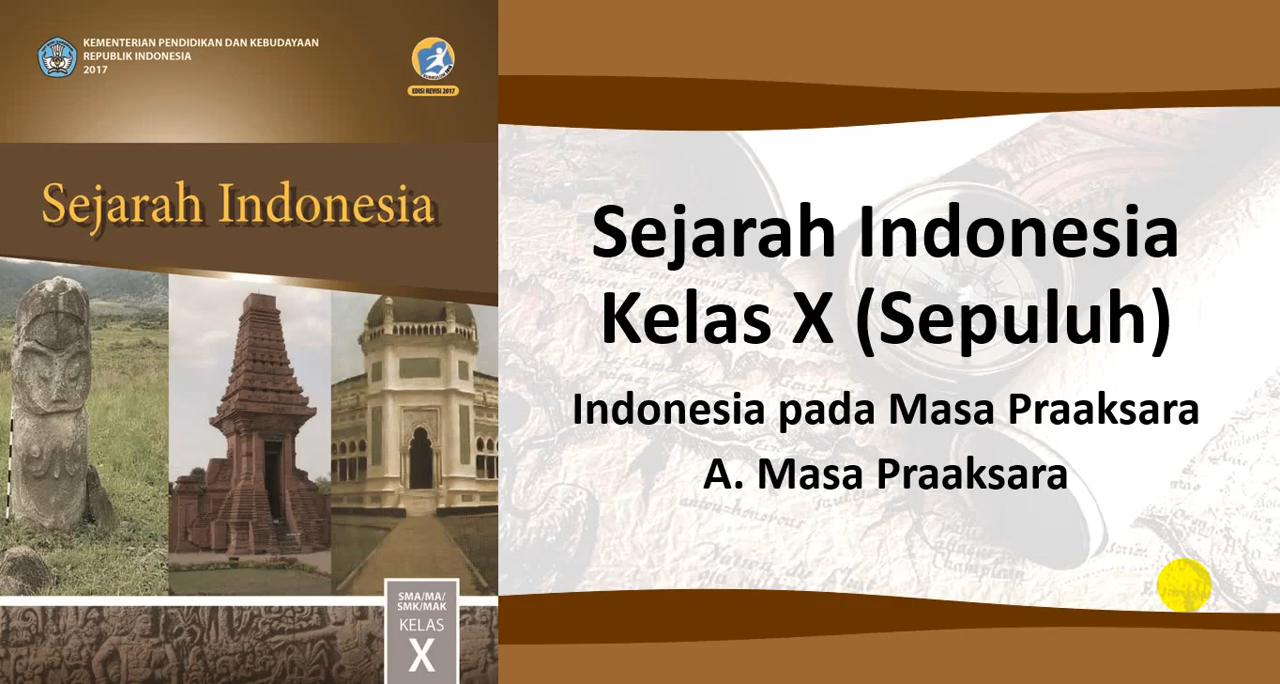 KEMENTERIAN PENDIDIKAN DAN KEBUDAYAAN
REPUBLIK INDONESIA
2017
EDISI REVISI 2017
Sejarah Indonesia
SMA/MA/
SMK/MAK
KELAS
X
Sejarah Indonesia
Kelas X (Sepuluh)
Indonesia pada Masa Praaksara
A. Masa Praaksara